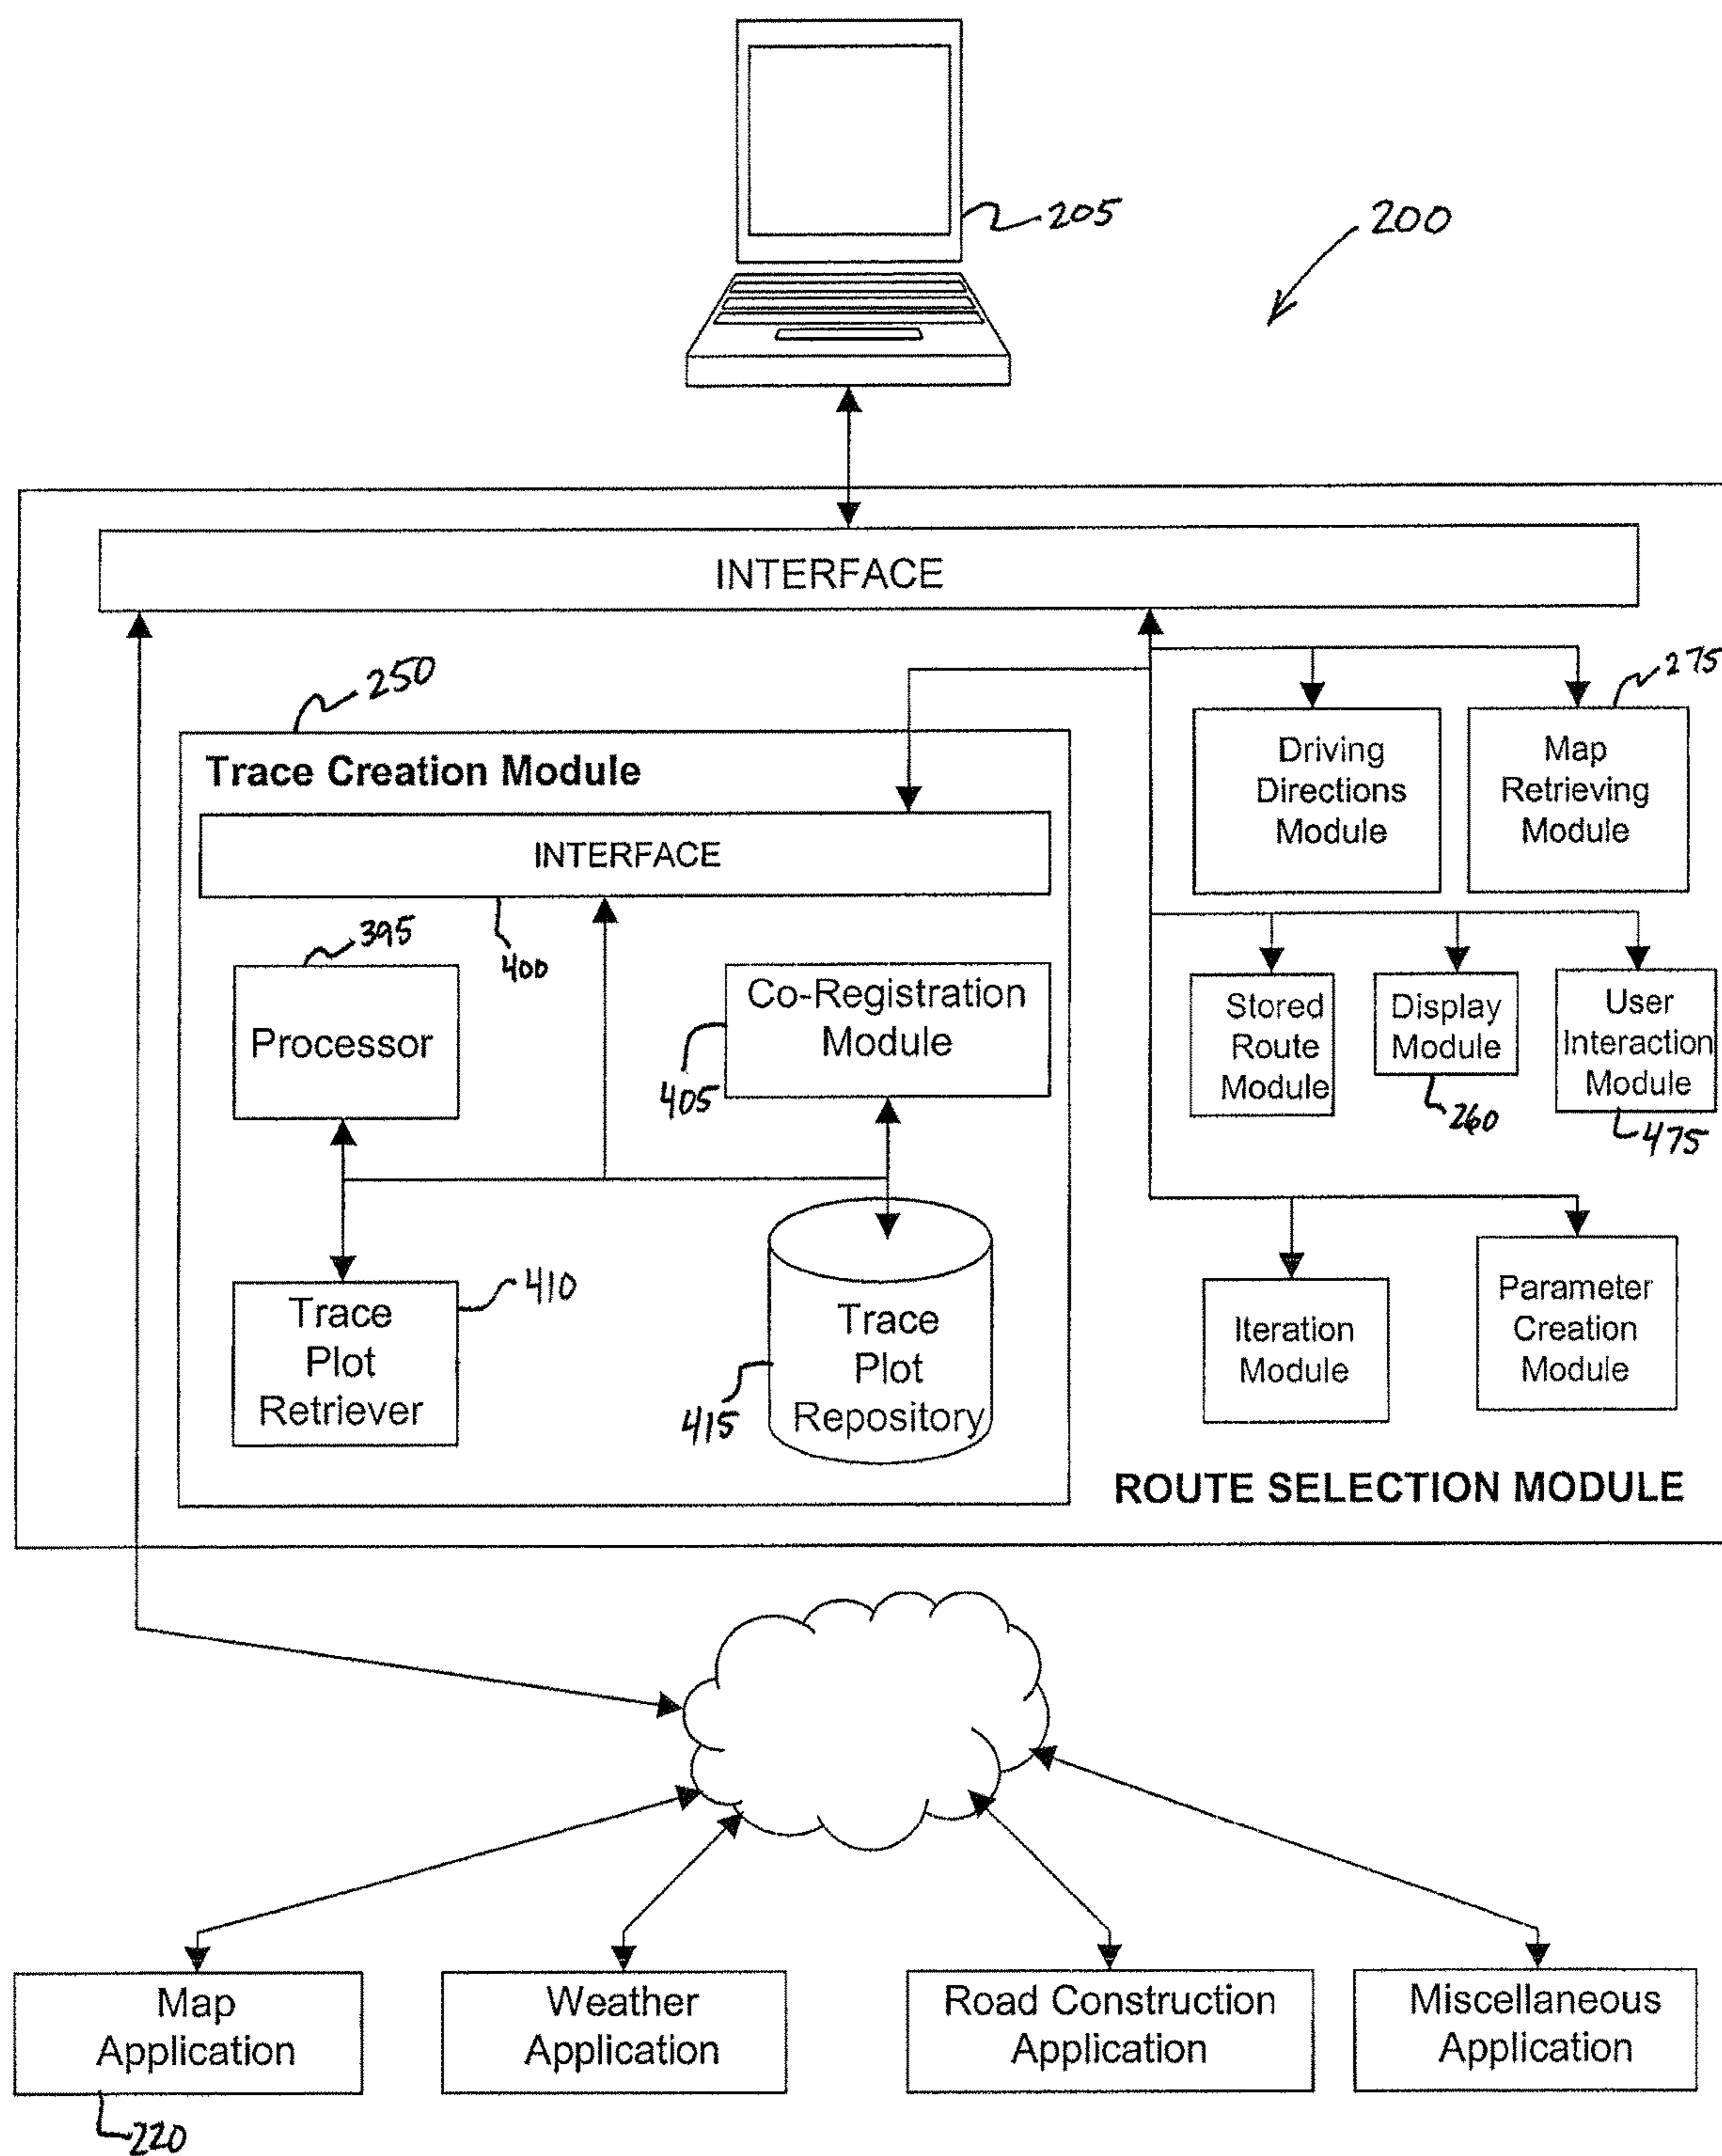 205
200
INTERFACE
250
275
Trace Creation Module
Driving
Directions
Module
Map
Retrieving
Module
INTERFACE
395
400
Processor
Co-Registration
Module
405
Stored
Route
Module
Display
Module
260
User
Interaction
Module
475
Trace
Plot
Retriever
410
Trace
Plot
Repository
415
Iteration
Module
Parameter
Creation
Module
ROUTE SELECTION MODULE
Map
Application
Weather
Application
Road Construction
Application
Miscellaneous
Application
220